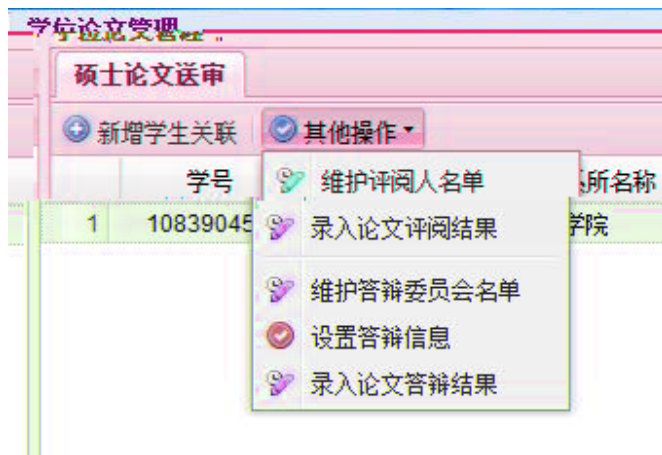 学位论文管理
硕士论文送审
新增学生关联 其他操作
学号 所名称
维护评阅人名单
1 10839045 学院
录入论文评阅结果
维护答辩委员会名单
设置答辩信息
录入论文答辩结果